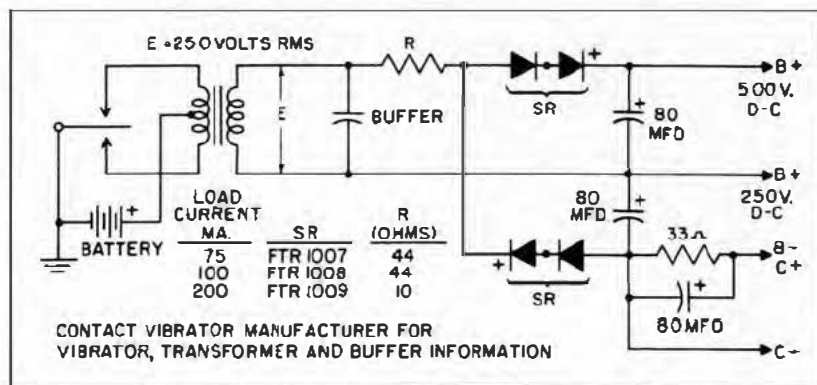 E = 250 VOLTS RMS
R
B+
500 V.
D-C
SR
80
MFD
E
BUFFER
B+
250V.
D-C
80
MFD.
+
BATTERY
LOAD
CURRENT
MA. SR R
(OHMS)
75 FTR 1007 44
100 FTR 1008 44
200 FTR 1009 10
33Ω
B-
C+
SR
80MFD
C-
CONTACT VIBRATOR MANUFACTURER FOR
VIBRATOR, TRANSFORMER AND BUFFER INFORMATION